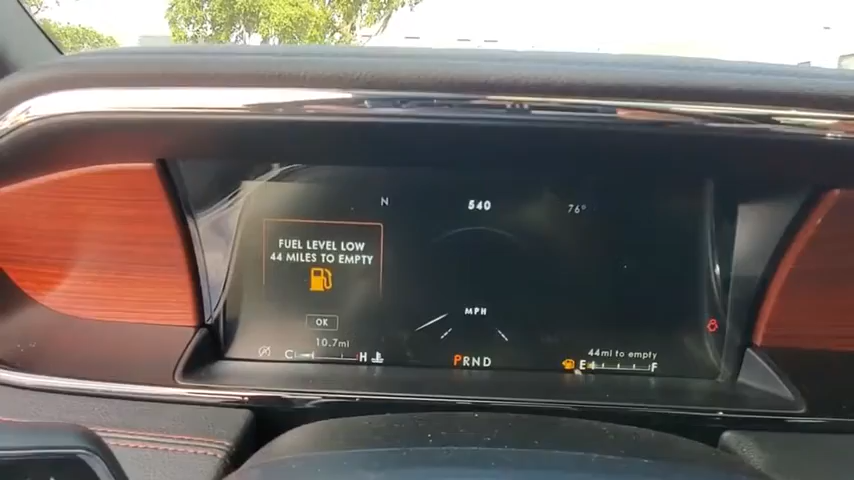 N
540
76°
FUEL LEVEL LOW
44 MILES TO EMPTY
OK
MPH
10.7mi
C H
PRND
44mi to empty
E F